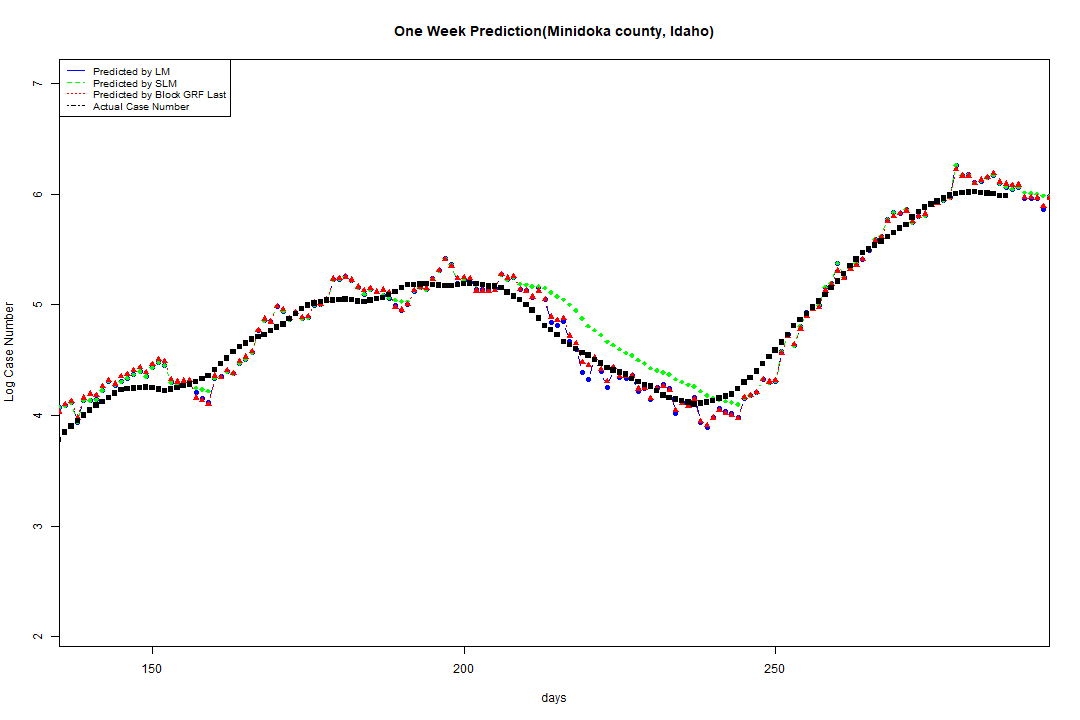 One Week Prediction(Minidoka county, Idaho)
Predicted by LM
Predicted by SLM
Predicted by Block GRF Last
Actual Case Number
Log Case Number
7
6
5
4
3
2
150
200
250
days